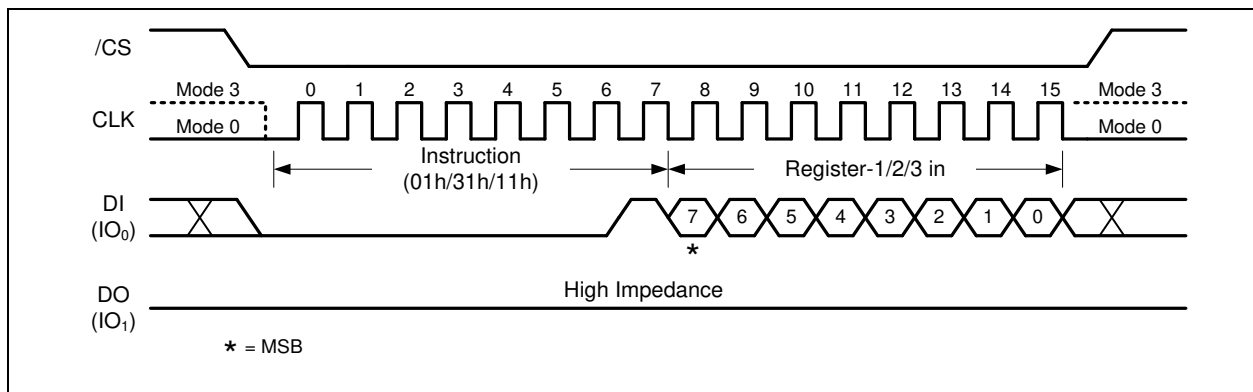 /CS
Mode 3 0 1 2 3 4 5 6 7 8 9 10 11 12 13 14 15 Mode 3
CLK
Mode 0 Mode 0
Instruction
(01h/31h/11h)
Register-1/2/3 in
DI
(IO₀)
7 6 5 4 3 2 1 0
*
High Impedance
DO
(IO₁)
* = MSB